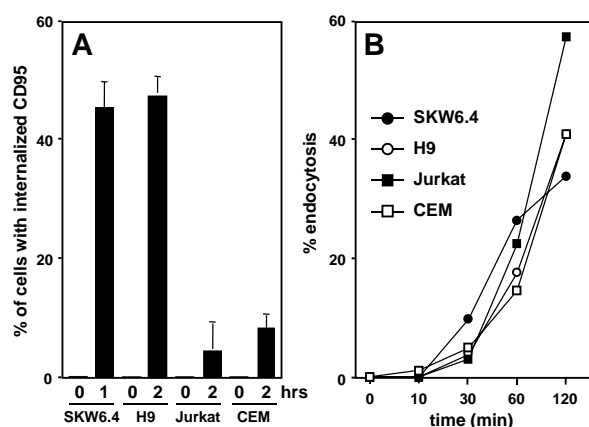 A
% of cells with internalized CD95
60
40
20
0
0 1 0 2 0 2 0 2 hrs
SKW6.4 H9 Jurkat CEM
B
% endocytosis
60
40
20
0
SKW6.4
H9
Jurkat
CEM
0 10 30 60 120
time (min)